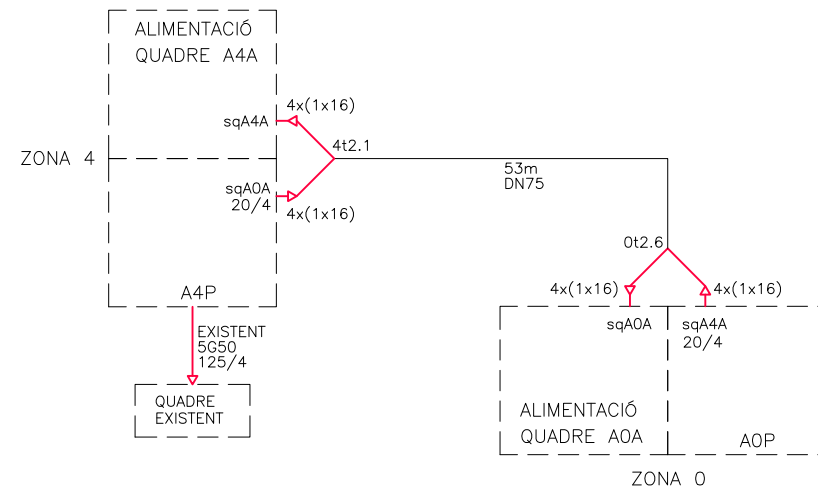 ALIMENTACIÓ
QUADRE A4A
4x(1x16)
sqA4A
4t2.1
ZONA 4
53m
DN75
sqA0A
20/4
4x(1x16)
0t2.6
A4P
4x(1x16)
4x(1x16)
EXISTENT
5G50
125/4
sqA0A
sqA4A
20/4
QUADRE
EXISTENT
ALIMENTACIÓ
QUADRE A0A
A0P
ZONA 0